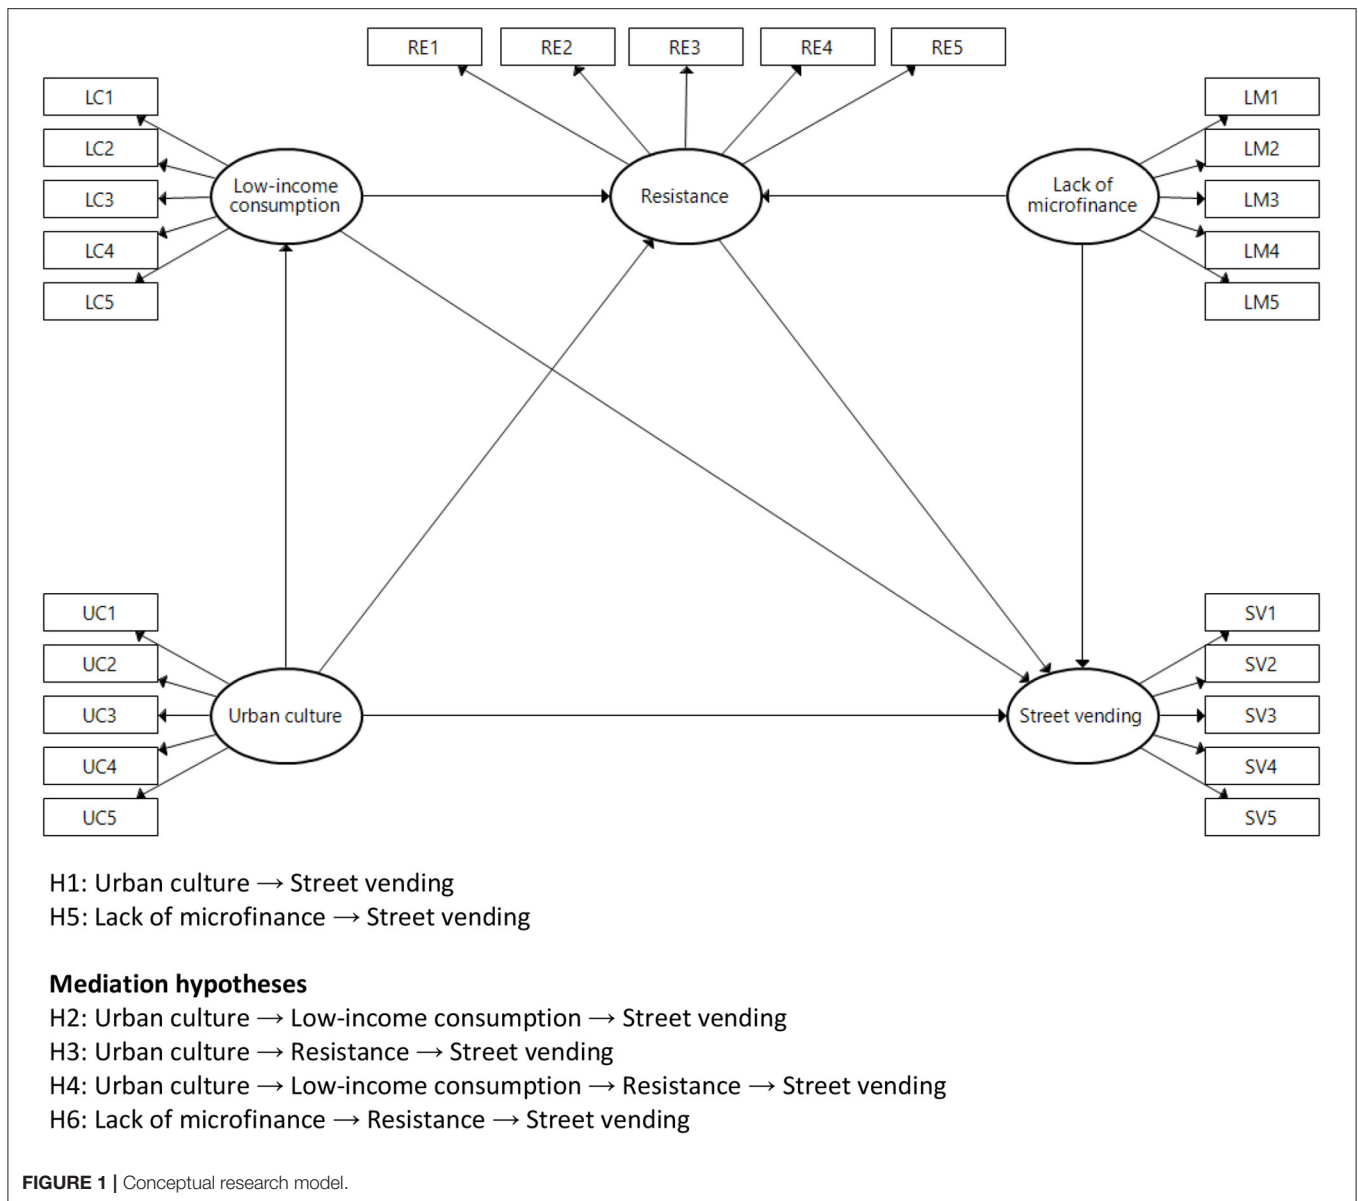 RE1 RE2 RE3 RE4 RE5
LC1
LC2
LC3
LC4
LC5
Low-income
consumption
Resistance
Lack of
microfinance
LM1
LM2
LM3
LM4
LM5
UC1
UC2
UC3
UC4
UC5
Urban culture
Street vending
SV1
SV2
SV3
SV4
SV5
H1: Urban culture → Street vending
H5: Lack of microfinance → Street vending
Mediation hypotheses
H2: Urban culture → Low-income consumption → Street vending
H3: Urban culture → Resistance → Street vending
H4: Urban culture → Low-income consumption → Resistance → Street vending
H6: Lack of microfinance → Resistance → Street vending
FIGURE 1 | Conceptual research model.